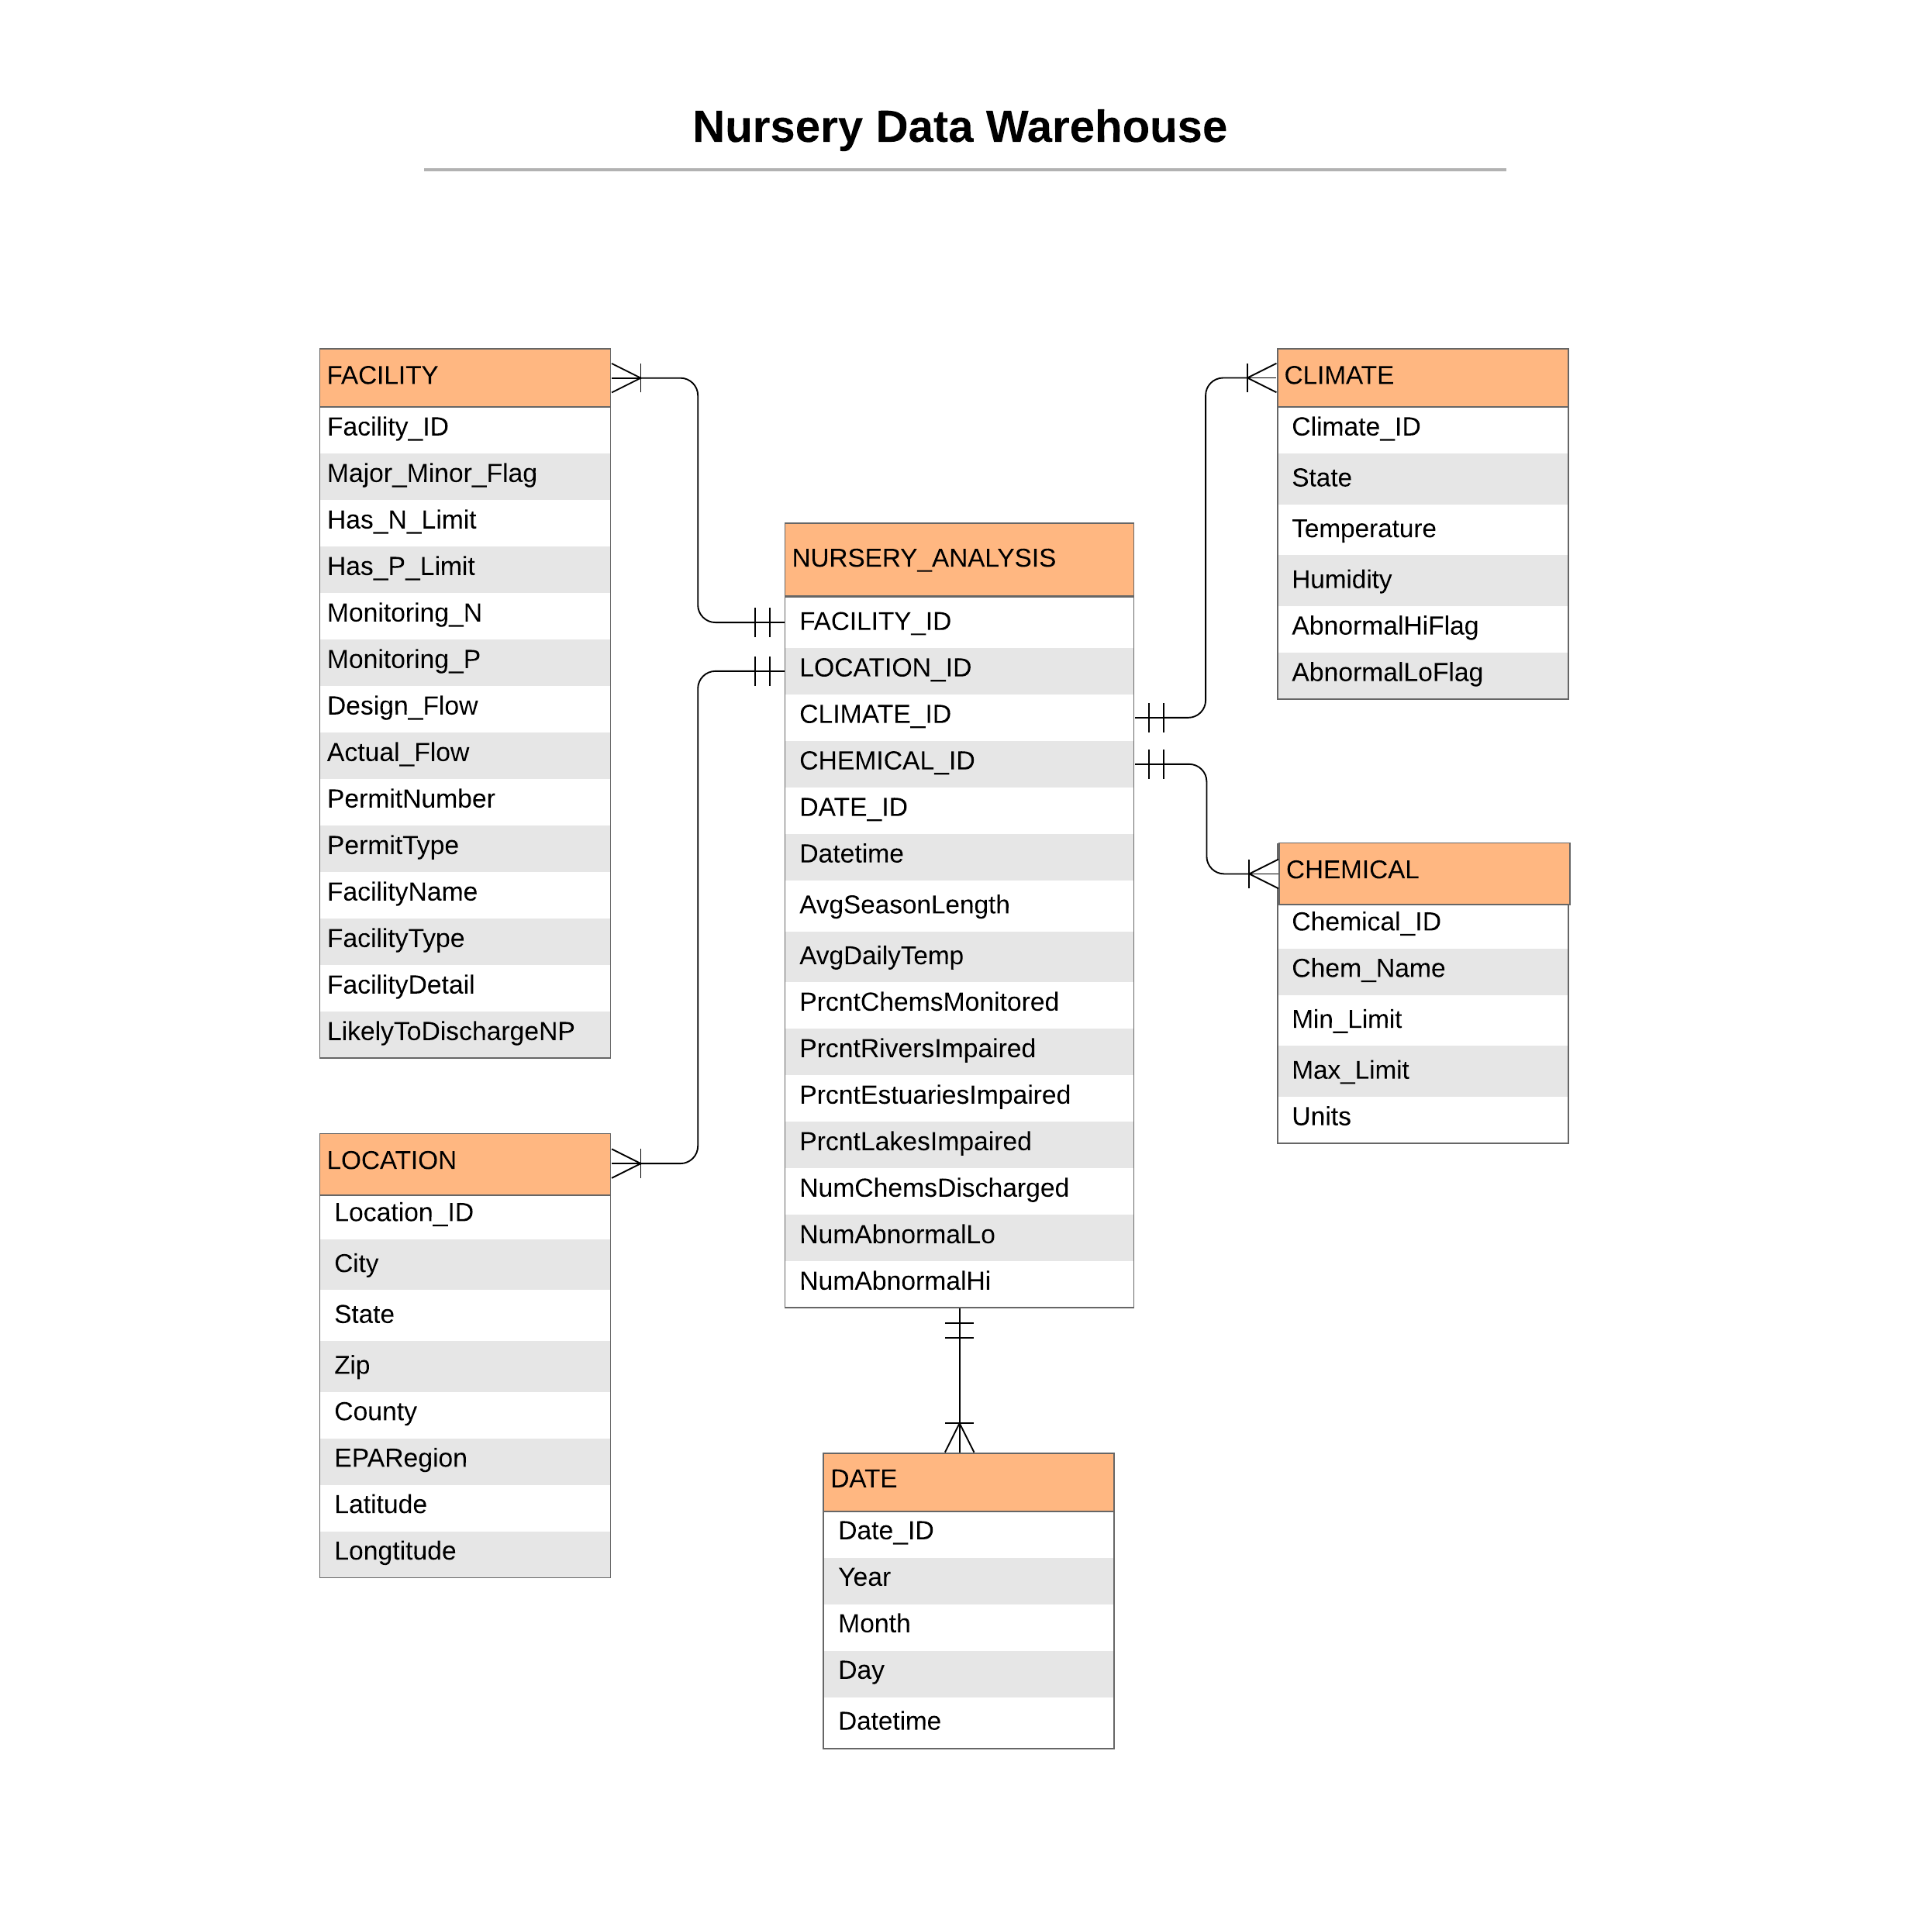 Nursery Data Warehouse
FACILITY
Facility_ID
Major_Minor_Flag
Has_N_Limit
Has_P_Limit
Monitoring_N
Monitoring_P
Design_Flow
Actual_Flow
PermitNumber
PermitType
FacilityName
FacilityType
FacilityDetail
LikelyToDischargeNP
LOCATION
Location_ID
City
State
Zip
County
EPARegion
Latitude
Longtitude
NURSERY_ANALYSIS
FACILITY_ID
LOCATION_ID
CLIMATE_ID
CHEMICAL_ID
DATE_ID
Datetime
AvgSeasonLength
AvgDailyTemp
PrcntChemsMonitored
PrcntRiversImpaired
PrcntEstuariesImpaired
PrcntLakesImpaired
NumChemsDischarged
NumAbnormalLo
NumAbnormalHi
DATE
Date_ID
Year
Month
Day
Datetime
CLIMATE
Climate_ID
State
Temperature
Humidity
AbnormalHiFlag
AbnormalLoFlag
CHEMICAL
Chemical_ID
Chem_Name
Min_Limit
Max_Limit
Units